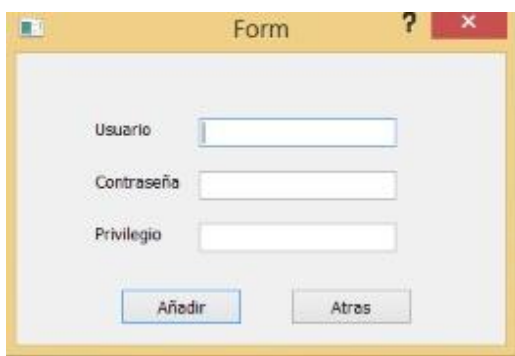 Form ?
Usuario
Contraseña
Privilegio
Añadir Atras